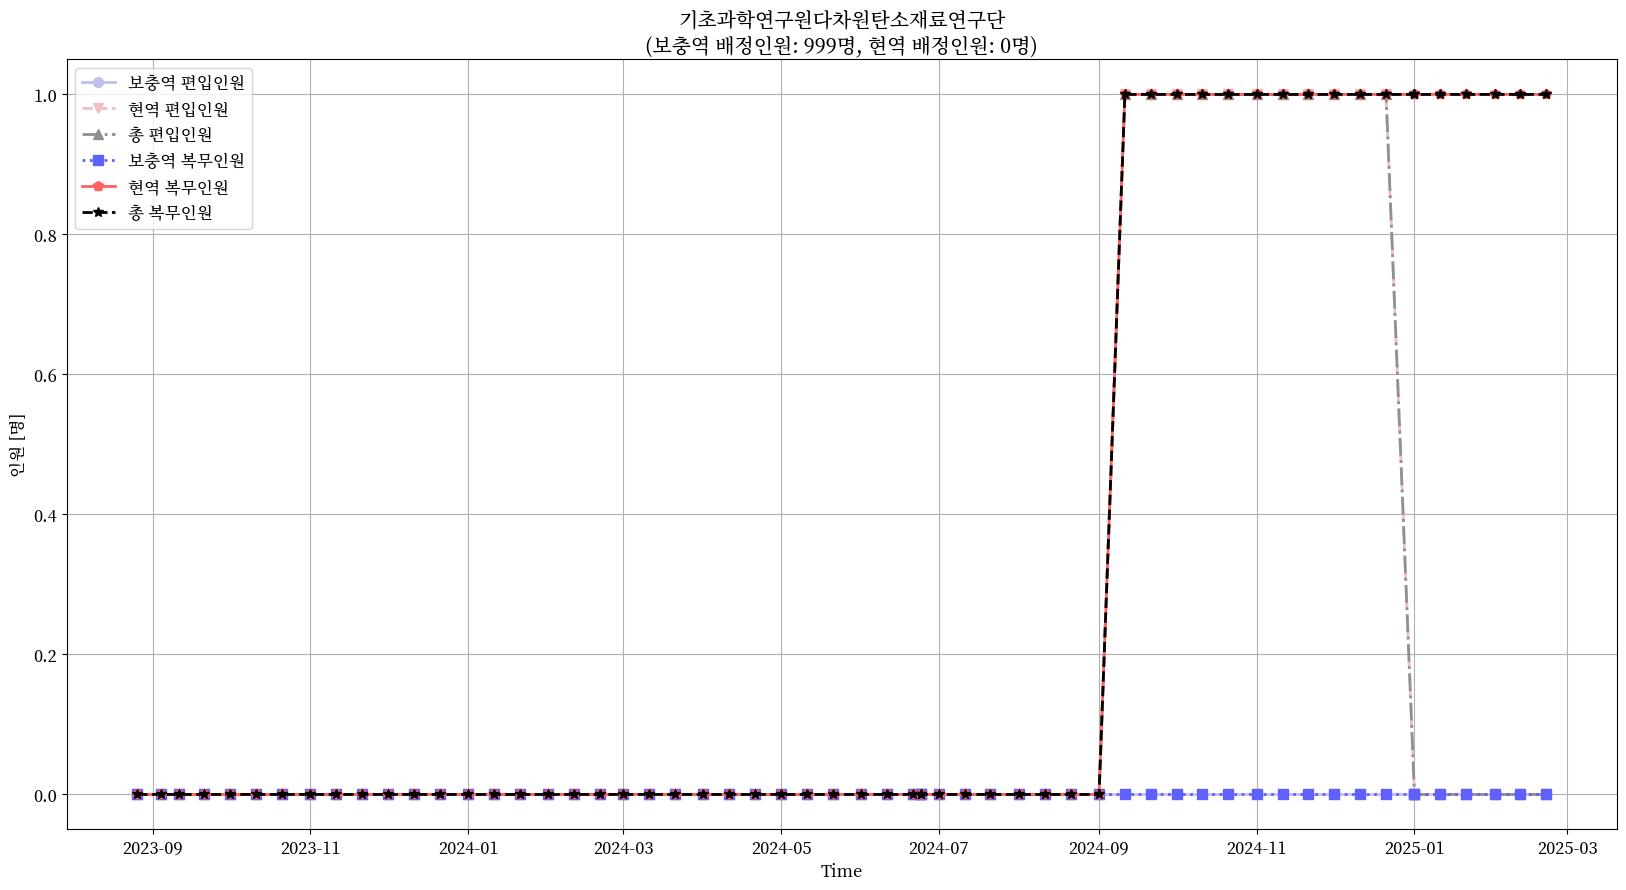 기초과학연구원다차원탄소재료연구단
(보충역 배정인원: 999명, 현역 배정인원: 0명)
보충역 편입인원
현역 편입인원
총 편입인원
보충역 복무인원
현역 복무인원
총 복무인원
인원 [명]
1.0
0.8
0.6
0.4
0.2
0.0
2023-09 2023-11 2024-01 2024-03 2024-05 2024-07 2024-09 2024-11 2025-01 2025-03
Time